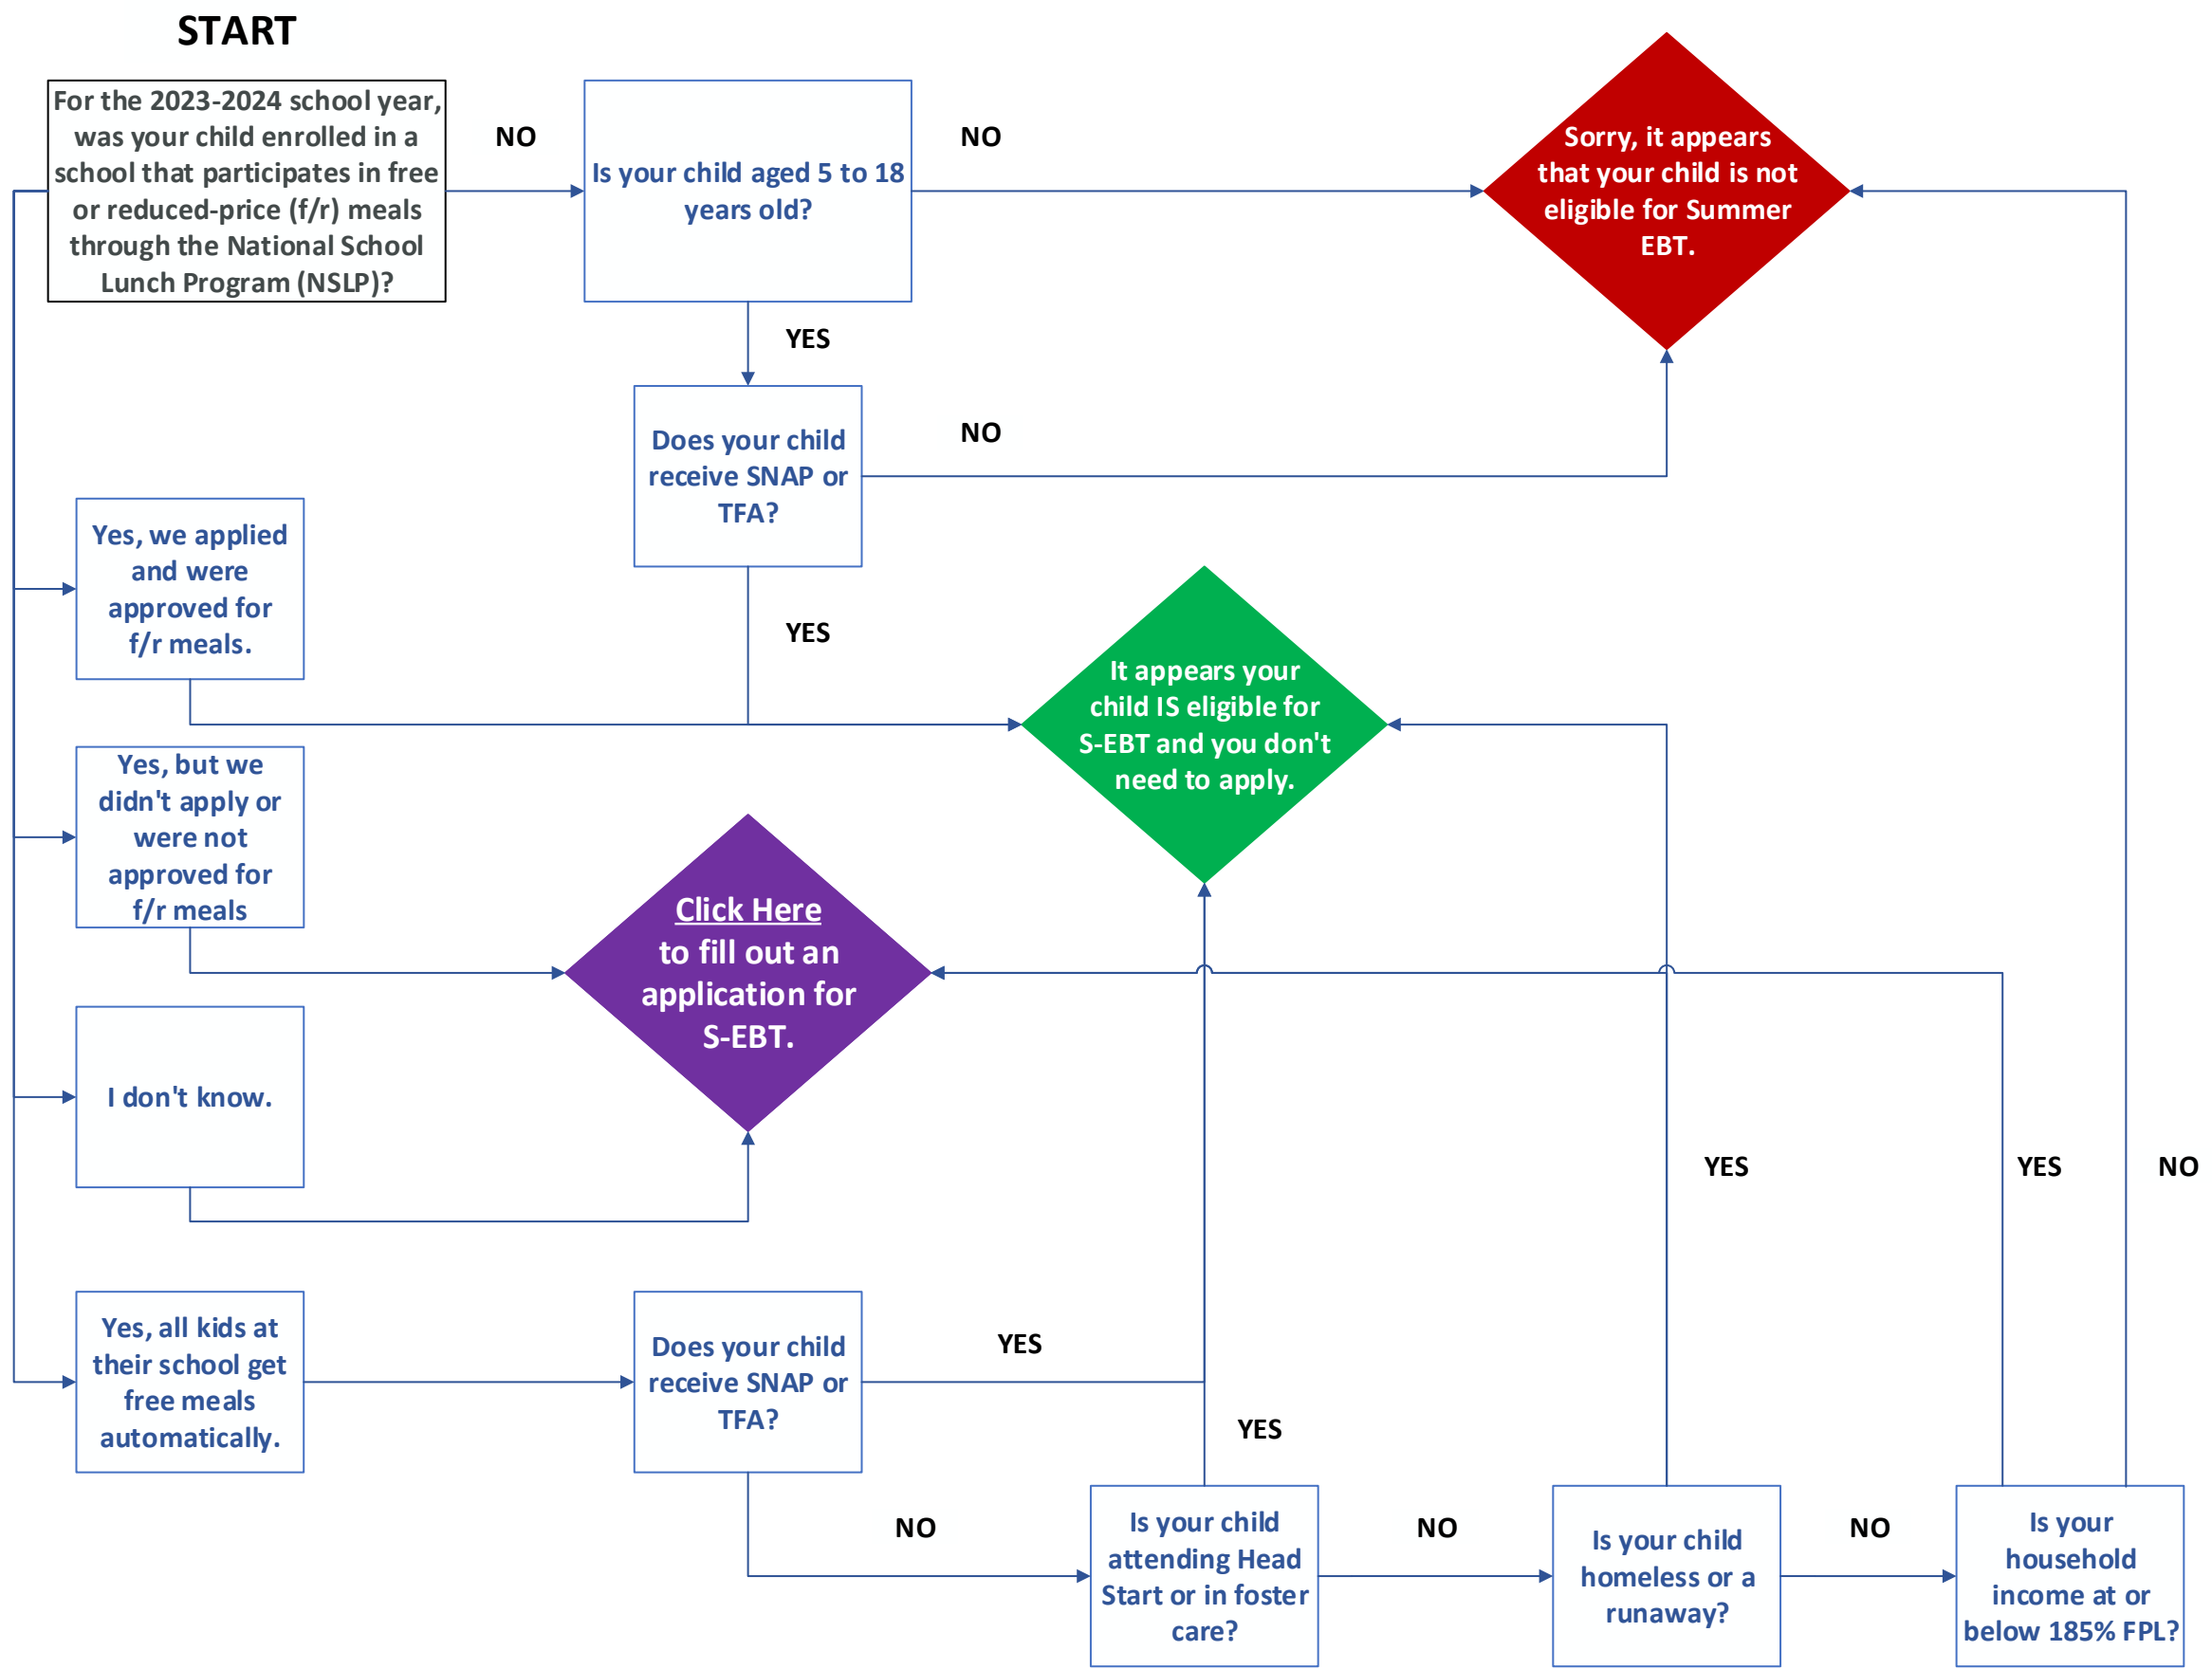 START
For the 2023-2024 school year,
was your child enrolled in a
school that participates in free
or reduced-price (f/r) meals
through the National School
Lunch Program (NSLP)?
NO
Is your child aged 5 to 18
years old?
NO
Sorry, it appears
that your child is not
eligible for Summer
EBT.
YES
Does your child
receive SNAP or
TFA?
NO
YES
Yes, we applied
and were
approved for
f/r meals.
It appears your
child IS eligible for
S-EBT and you don't
need to apply.
Yes, but we
didn't apply or
were not
approved for
f/r meals
Click Here
to fill out an
application for
S-EBT.
I don't know.
YES
YES
NO
Yes, all kids at
their school get
free meals
automatically.
Does your child
receive SNAP or
TFA?
YES
YES
NO
Is your child
attending Head
Start or in foster
care?
NO
Is your child
homeless or a
runaway?
NO
Is your
household
income at or
below 185% FPL?